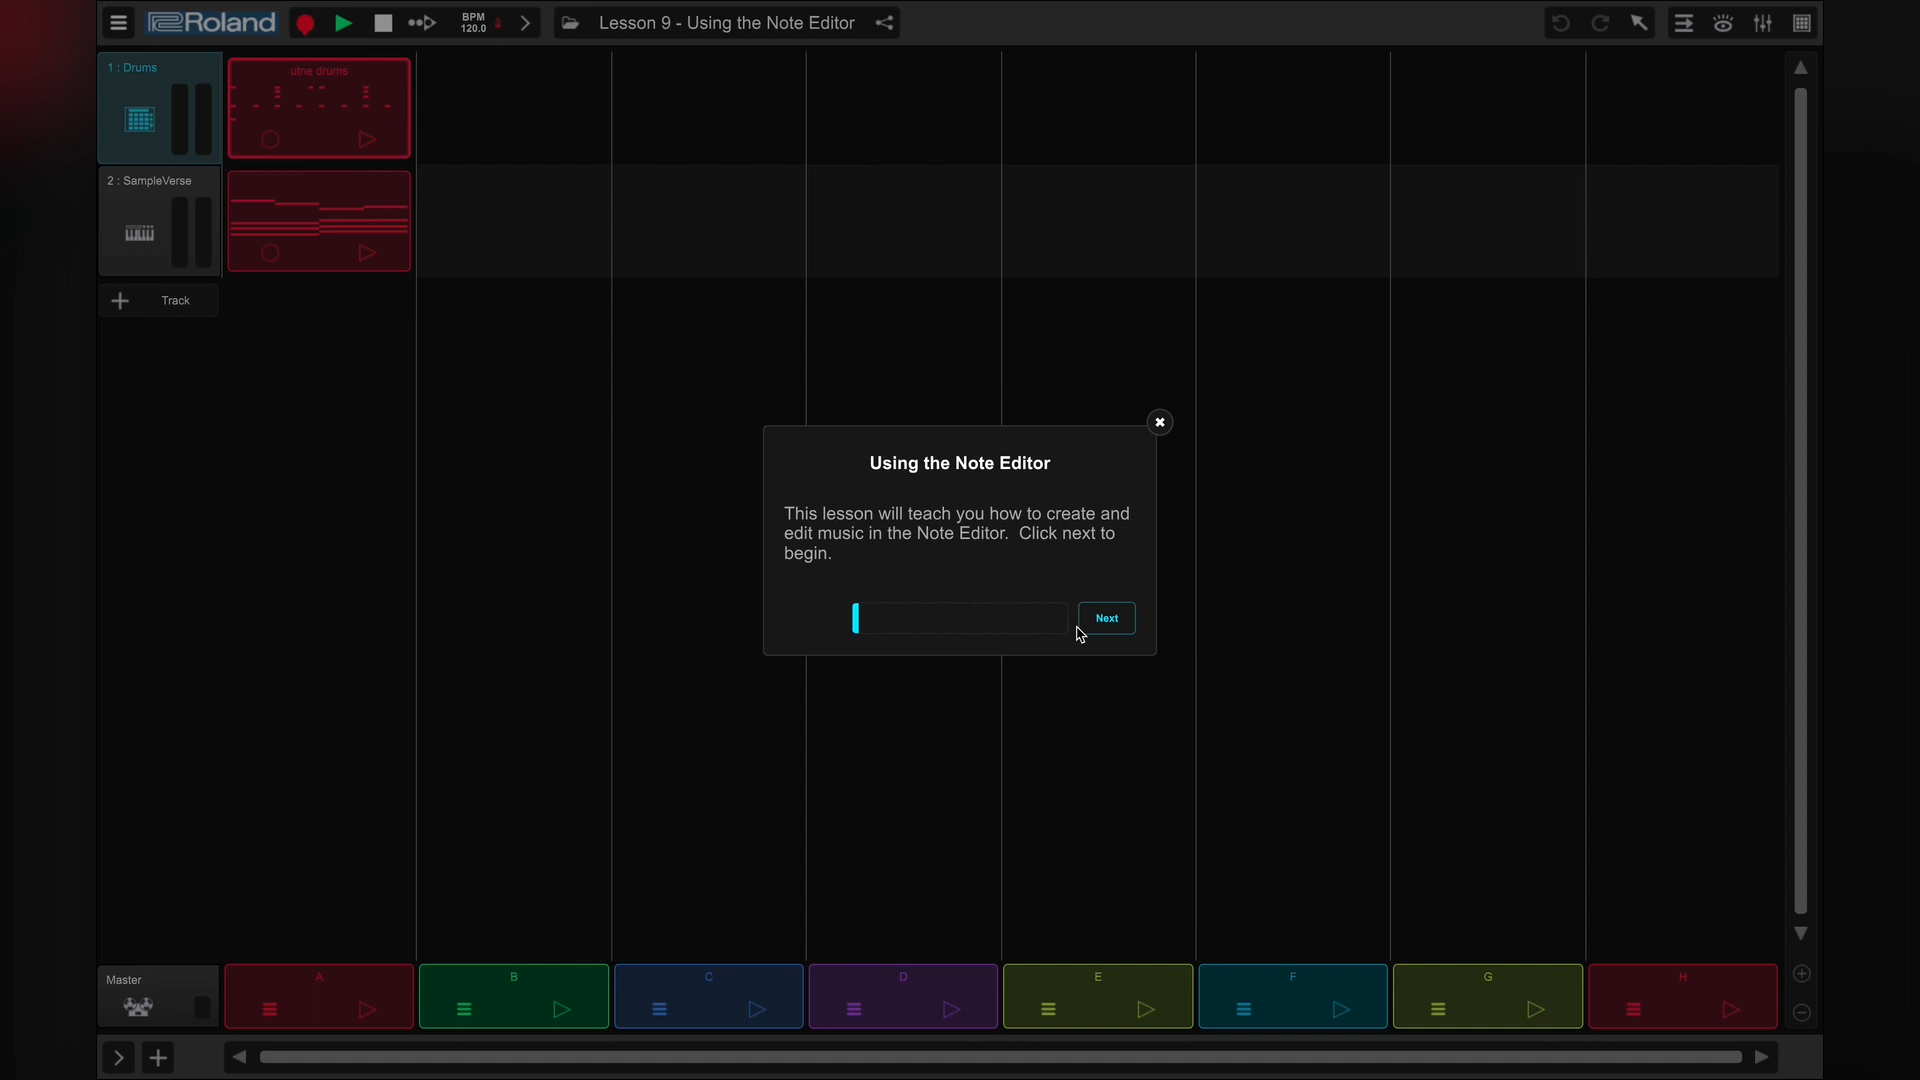 Roland
BPM
120.0
Lesson 9 - Using the Note Editor
1 : Drums
utne drums
2 : SampleVerse
Track
Using the Note Editor
This lesson will teach you how to create and
edit music in the Note Editor.  Click next to
begin.
Next
Master
A
B
C
D
E
F
G
H